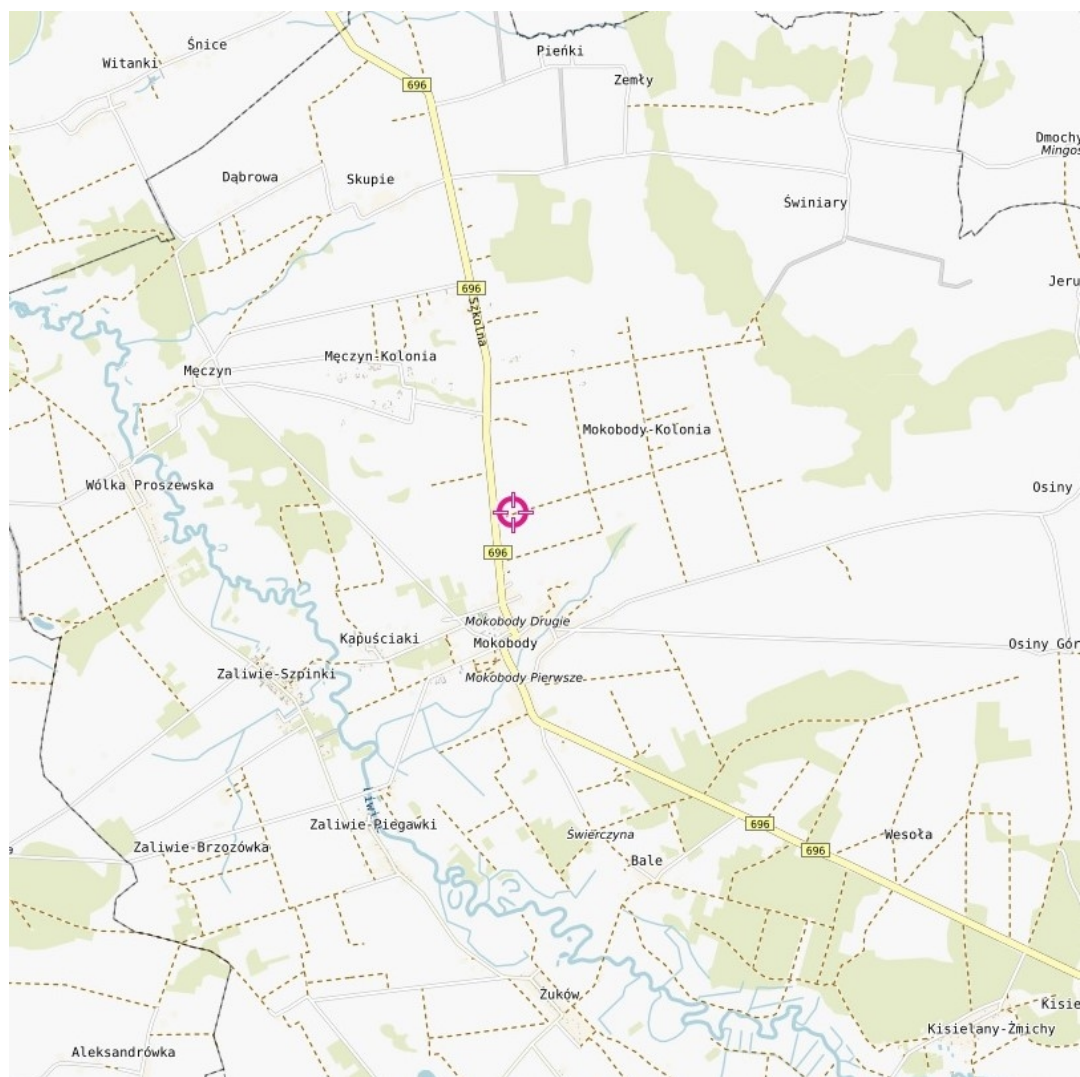 Śnice
Witanki
Pieńki
Zemły
696
Dmochy
Mingos
Dąbrowa
Skupie
Świniary
Jeru
696
Szkolna
Męczyn-Kolonia
Męczyn
Mokobody-Kolonia
Wólka Proszewska
Osiny
696
Mokobody Drugie
Kapuściaki
Mokobody
Osiny Gór
Zaliwie-Szpinki
Mokobody Pierwsze
Zaliwie-Piegawki
696
Świerczyna
Wesoła
Zaliwie-Brzozówka
696
Bale
Żuków
Kisie
Kisielany-Żmichy
Aleksandrówka